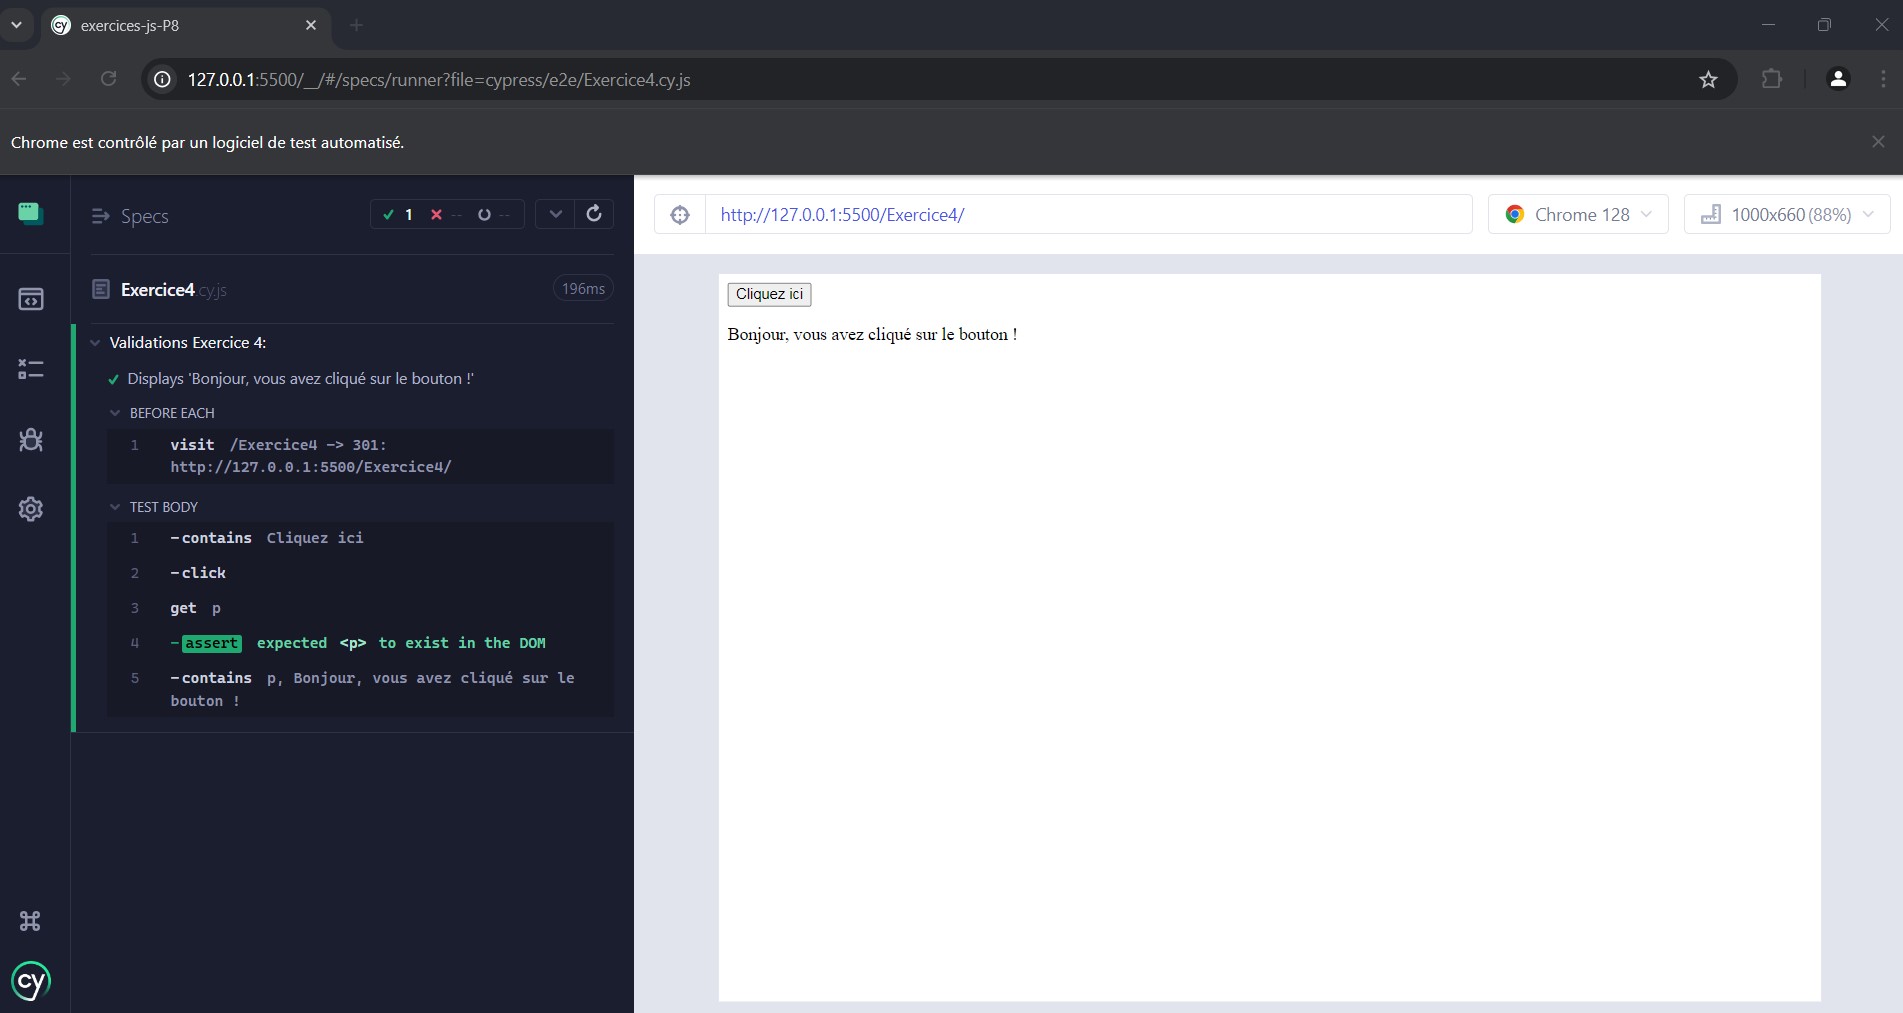 exercices-js-P8
127.0.0.1:5500/__/#/specs/runner?file=cypress/e2e/Exercice4.cy.js
Chrome est contrôlé par un logiciel de test automatisé.
Specs
1 -- --
http://127.0.0.1:5500/Exercice4/
Chrome 128
1000x660 (88%)
Exercice4.cy.js
196ms
Validations Exercice 4:
Displays 'Bonjour, vous avez cliqué sur le bouton !'
BEFORE EACH
1 visit /Exercice4 -> 301:
http://127.0.0.1:5500/Exercice4/
TEST BODY
1 -contains Cliquez ici
2 -click
3 get p
4 -assert expected <p> to exist in the DOM
5 -contains p, Bonjour, vous avez cliqué sur le
bouton !
cy
Cliquez ici
Bonjour, vous avez cliqué sur le bouton !